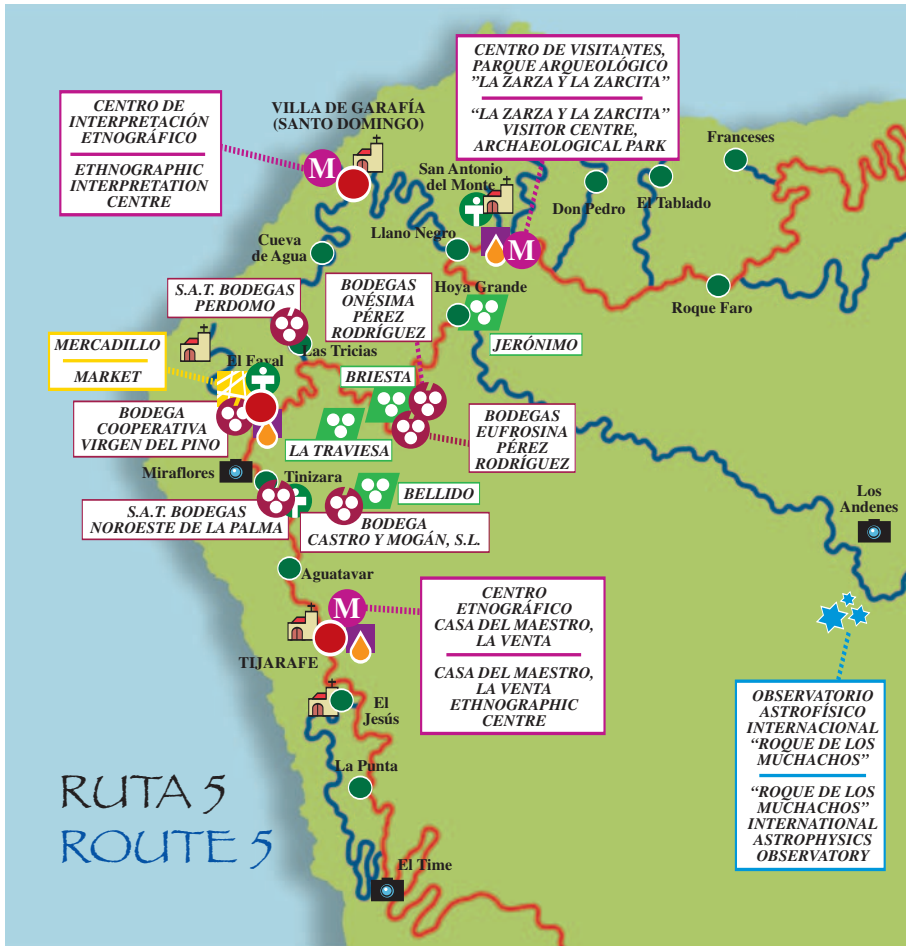 CENTRO DE VISITANTES,
PARQUE ARQUEOLÓGICO
”LA ZARZA Y LA ZARCITA”
“LA ZARZA Y LA ZARCITA”
VISITOR CENTRE,
ARCHAEOLOGICAL PARK
CENTRO DE
INTERPRETACIÓN
ETNOGRÁFICO
ETHNOGRAPHIC
INTERPRETATION
CENTRE
VILLA DE GARAFÍA
(SANTO DOMINGO)
M
Franceses
San Antonio
del Monte
Don Pedro
El Tablado
Llano Negro
M
Cueva
de Agua
Hoya Grande
Roque Faro
S.A.T. BODEGAS
PERDOMO
BODEGAS
ONÉSIMA
PÉREZ
RODRÍGUEZ
JERÓNIMO
MERCADILLO
MARKET
Las Tricias
El Fayal
BRIESTA
BODEGA
COOPERATIVA
VIRGEN DEL PINO
LA TRAVIESA
BODEGAS
EUFROSINA
PÉREZ
RODRÍGUEZ
Miraflores
Tinizara
BELLIDO
Los
Andenes
S.A.T. BODEGAS
NOROESTE DE LA PALMA
BODEGA
CASTRO Y MOGÁN, S.L.
Aguatavar
M
CENTRO
ETNOGRÁFICO
CASA DEL MAESTRO,
LA VENTA
CASA DEL MAESTRO,
LA VENTA
ETHNOGRAPHIC
CENTRE
TIJARAFE
El
Jesús
OBSERVATORIO
ASTROFÍSICO
INTERNACIONAL
“ROQUE DE LOS
MUCHACHOS”
“ROQUE DE LOS
MUCHACHOS”
INTERNATIONAL
ASTROPHYSICS
OBSERVATORY
La Punta
RUTA 5
ROUTE 5
El Time